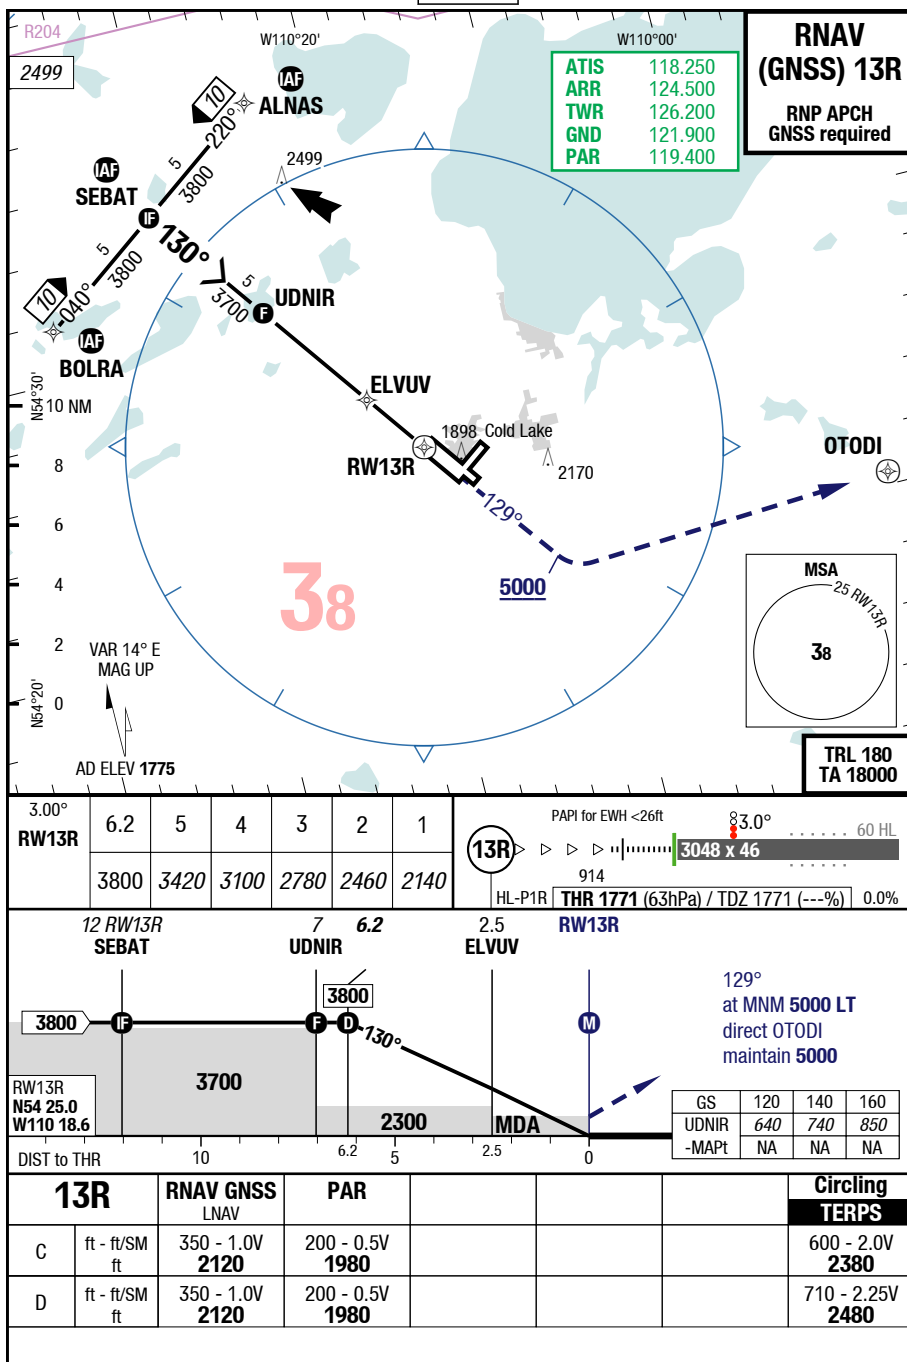 R204
2499
W110°20'
W110°00'
RNAV
(GNSS) 13R
RNP APCH
GNSS required
ATIS 118.250
ARR 124.500
TWR 126.200
GND 121.900
PAR 119.400
IAF
ALNAS
10
220°
5
3800
IAF
SEBAT
IF
130°
2499
5
3800
10
040°
IAF
BOLRA
5
3700
UDNIR
F
ELVUV
N54°30'
10 NM
8
6
4
2
0
N54°20'
1898 Cold Lake
2170
RW13R
OTODI
129°
5000
38
MSA
25 RW13R
38
VAR 14° E
MAG UP
AD ELEV 1775
TRL 180
TA 18000
3.00°
RW13R
6.2 5 4 3 2 1
3800 3420 3100 2780 2460 2140
PAPI for EWH <26ft
3.0°
60 HL
13R
3048 x 46
914
HL-P1R THR 1771 (63hPa) / TDZ 1771 (---%) 0.0%
12 RW13R 7 6.2 2.5 RW13R
SEBAT UDNIR ELVUV
3800
3800
IF F D M
130°
129°
at MNM 5000 LT
direct OTODI
maintain 5000
3700
2300
MDA
RW13R
N54 25.0
W110 18.6
GS 120 140 160
UDNIR 640 740 850
-MAPt NA NA NA
DIST to THR 10 6.2 5 2.5 0
13R RNAV GNSS PAR Circling
LNAV TERPS
C ft - ft/SM 350 - 1.0V 200 - 0.5V 600 - 2.0V
ft 2120 1980 2380
D ft - ft/SM 350 - 1.0V 200 - 0.5V 710 - 2.25V
ft 2120 1980 2480